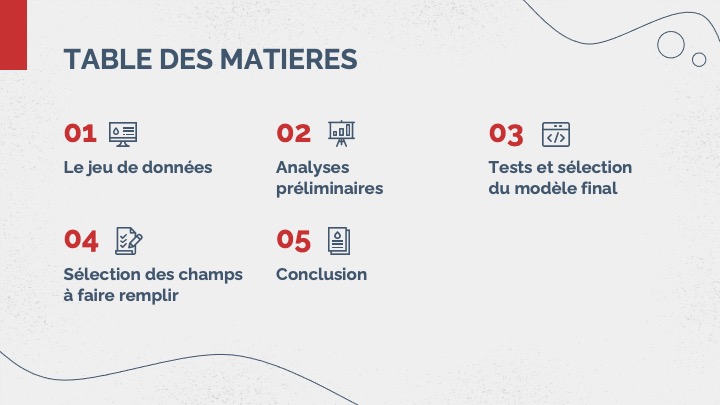 TABLE DES MATIERES
01
Le jeu de données
02
Analyses
préliminaires
03
Tests et sélection
du modèle final
04
Sélection des champs
à faire remplir
05
Conclusion